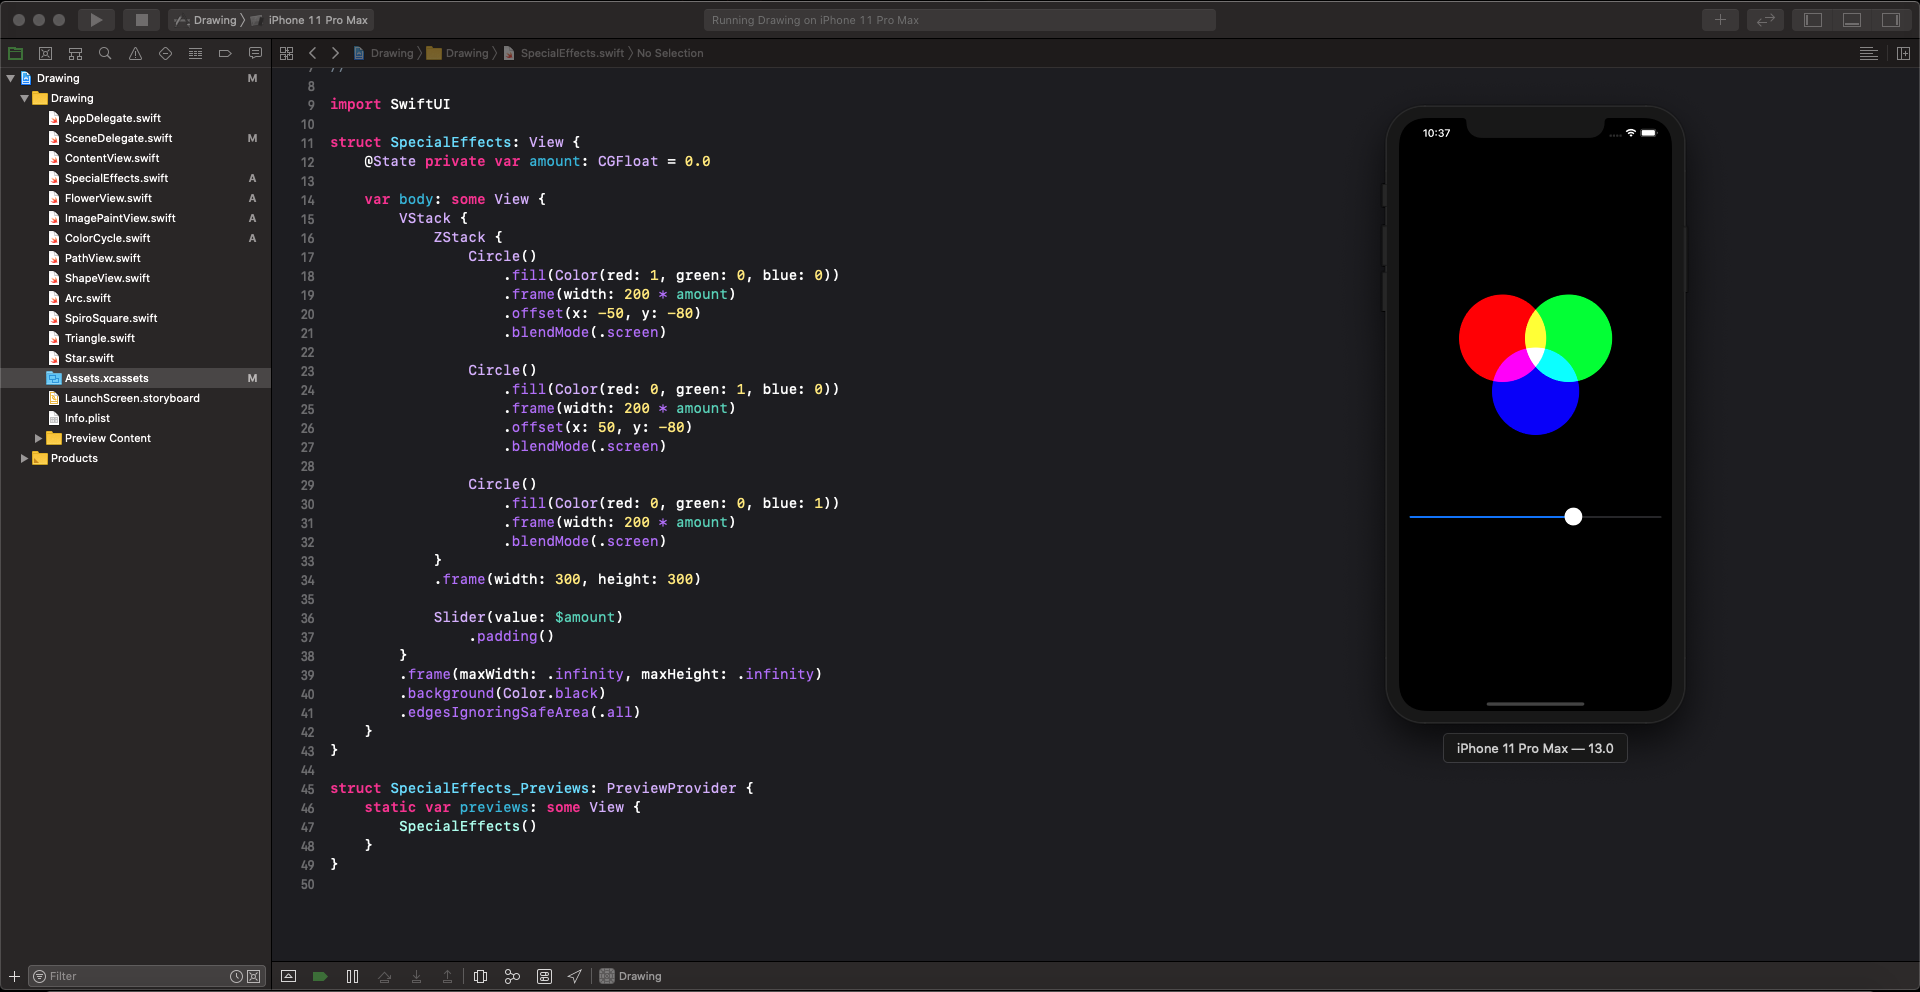 Drawing 〉 iPhone 11 Pro Max
Running Drawing on iPhone 11 Pro Max
Drawing 〉 Drawing 〉 SpecialEffects.swift 〉 No Selection
Drawing M
Drawing
AppDelegate.swift
SceneDelegate.swift M
ContentView.swift
SpecialEffects.swift A
FlowerView.swift A
ImagePaintView.swift A
ColorCycle.swift A
PathView.swift
ShapeView.swift
Arc.swift
SpiroSquare.swift
Triangle.swift
Star.swift
Assets.xcassets M
LaunchScreen.storyboard
Info.plist
Preview Content
Products
Filter
7 //
8
9 import SwiftUI
10
11 struct SpecialEffects: View {
12 @State private var amount: CGFloat = 0.0
13
14 var body: some View {
15 VStack {
16 ZStack {
17 Circle()
18 .fill(Color(red: 1, green: 0, blue: 0))
19 .frame(width: 200 * amount)
20 .offset(x: -50, y: -80)
21 .blendMode(.screen)
22
23 Circle()
24 .fill(Color(red: 0, green: 1, blue: 0))
25 .frame(width: 200 * amount)
26 .offset(x: 50, y: -80)
27 .blendMode(.screen)
28
29 Circle()
30 .fill(Color(red: 0, green: 0, blue: 1))
31 .frame(width: 200 * amount)
32 .blendMode(.screen)
33 }
34 .frame(width: 300, height: 300)
35
36 Slider(value: $amount)
37 .padding()
38 }
39 .frame(maxWidth: .infinity, maxHeight: .infinity)
40 .background(Color.black)
41 .edgesIgnoringSafeArea(.all)
42 }
43 }
44
45 struct SpecialEffects_Previews: PreviewProvider {
46 static var previews: some View {
47 SpecialEffects()
48 }
49 }
50
10:37
iPhone 11 Pro Max — 13.0
Drawing